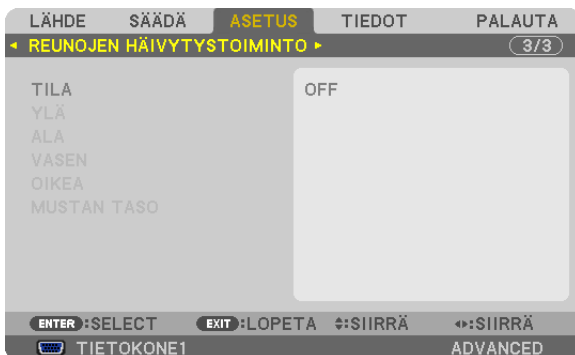 LÄHDE SÄÄDÄ ASETUS TIEDOT PALAUTA
REUNOJEN HÄIVYTYSTOIMINTO 3/3
TILA OFF
YLÄ
ALA
VASEN
OIKEA
MUSTAN TASO
ENTER :SELECT EXIT :LOPETA :SIIRRÄ :SIIRRÄ
TIETOKONE1 ADVANCED